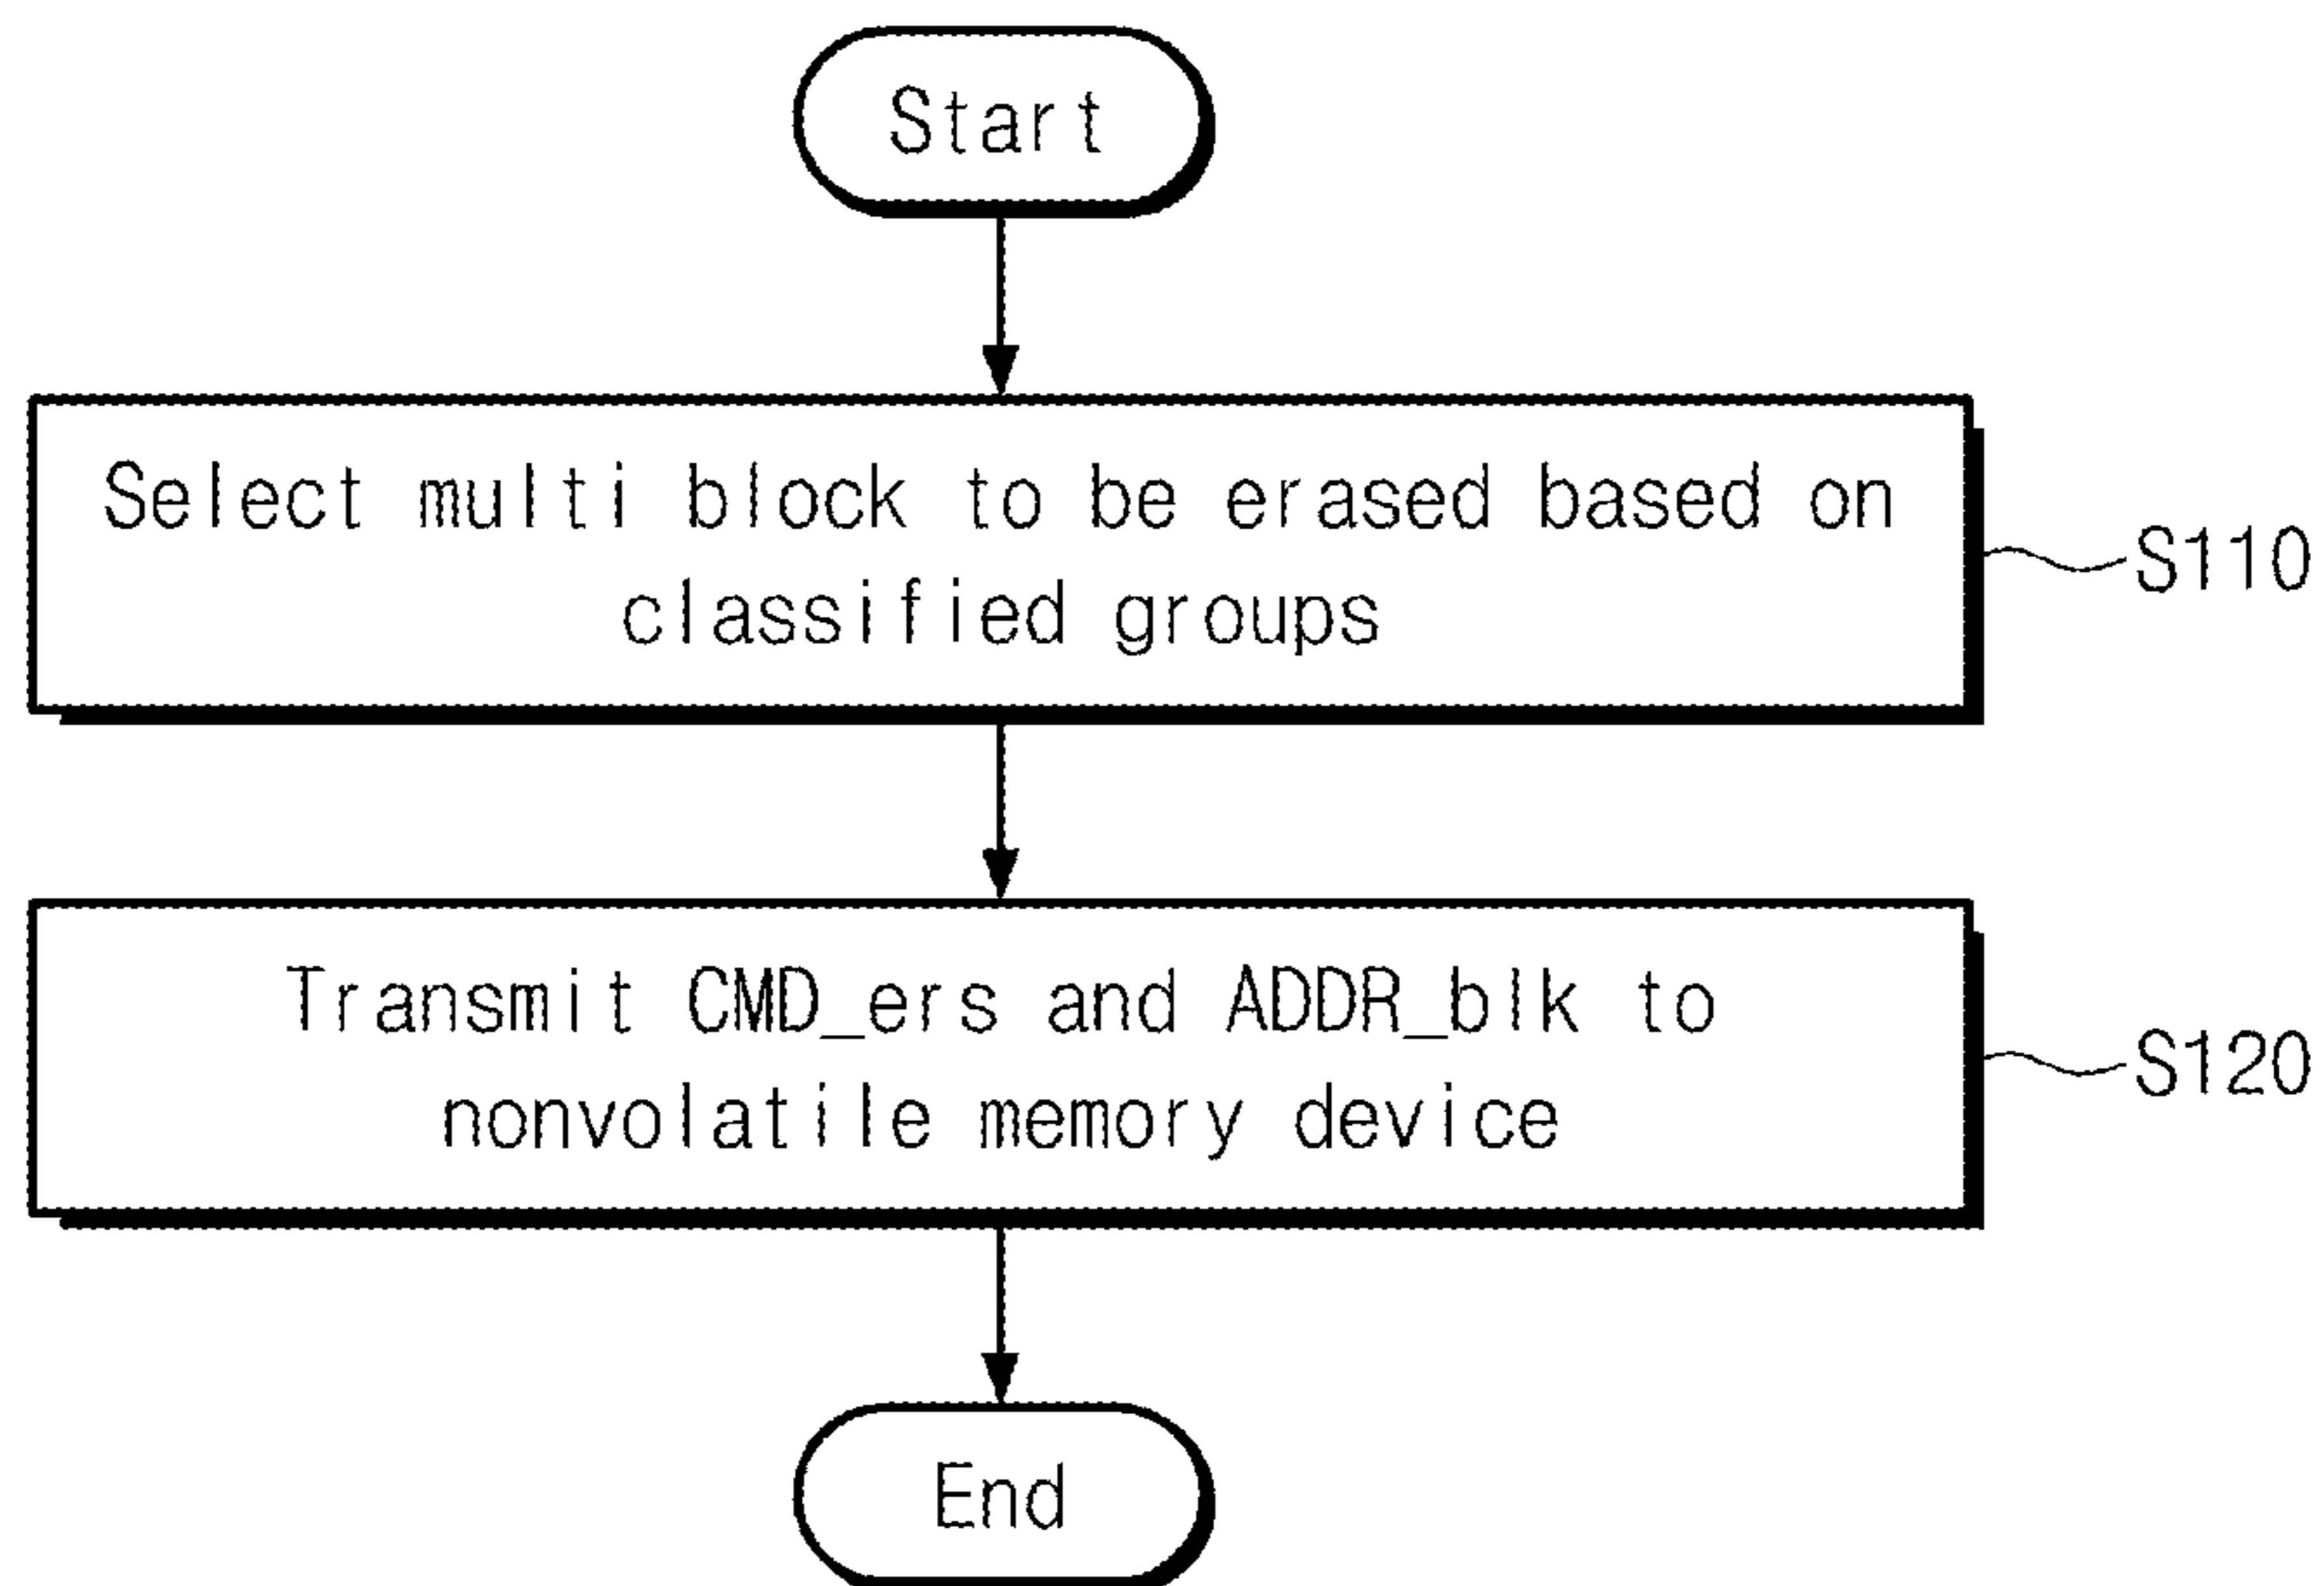 Start
Select multi block to be erased based on
classified groups
S110
Transmit CMD_ers and ADDR_blk to
nonvolatile memory device
S120
End